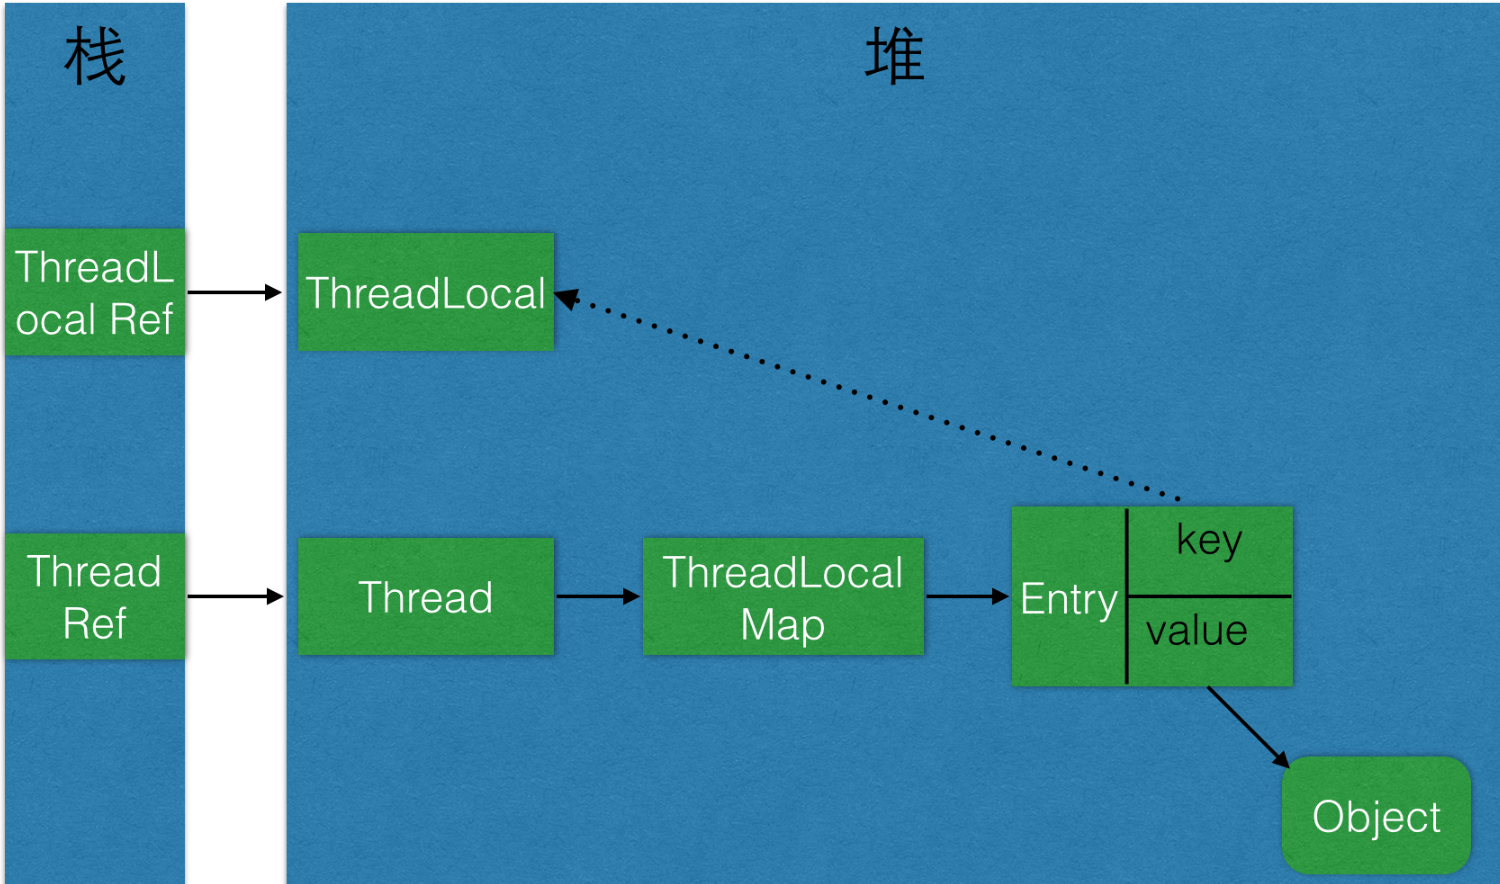 栈
堆
ThreadL
ocal Ref
ThreadLocal
Thread
Ref
Thread
ThreadLocal
Map
Entry
key
value
Object